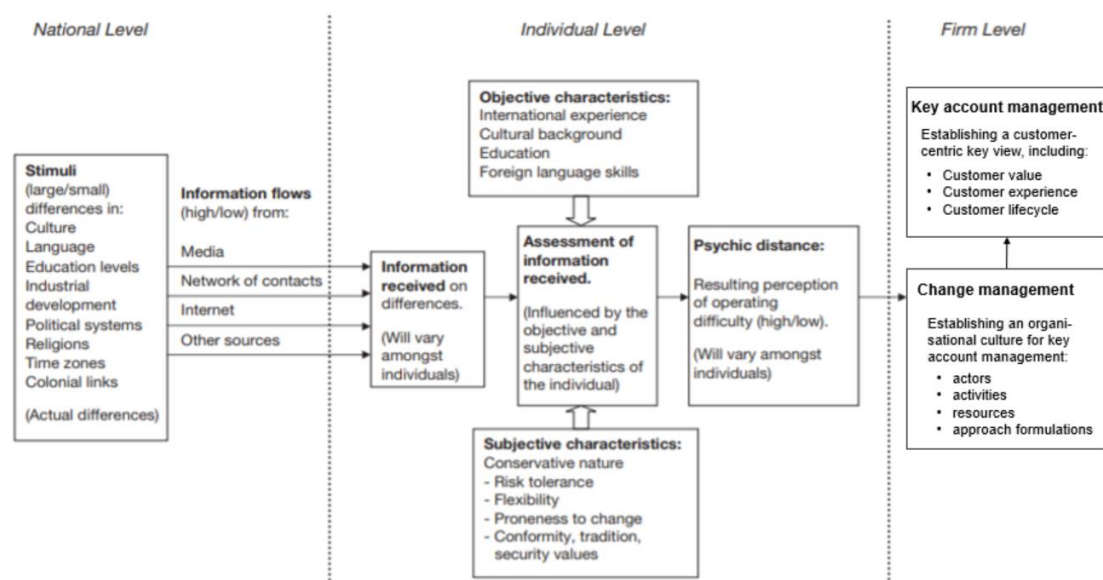 National Level
Individual Level
Firm Level
Stimuli
(large/small)
differences in:
Culture
Language
Education levels
Industrial
development
Political systems
Religions
Time zones
Colonial links
(Actual differences)
Information flows
(high/low) from:
Media
Network of contacts
Internet
Other sources
Information
received on
differences.
(Will vary
amongst
individuals)
Objective characteristics:
International experience
Cultural background
Education
Foreign language skills
Assessment of
information
received.
(Influenced by the
objective and
subjective
characteristics of
the individual)
Subjective characteristics:
Conservative nature
- Risk tolerance
- Flexibility
- Proneness to change
- Conformity, tradition,
security values
Psychic distance:
Resulting perception
of operating
difficulty (high/low).
(Will vary amongst
individuals)
Key account management
Establishing a customer-
centric key view, including:
• Customer value
• Customer experience
• Customer lifecycle
Change management
Establishing an organi-
sational culture for key
account management:
• actors
• activities
• resources
• approach formulations